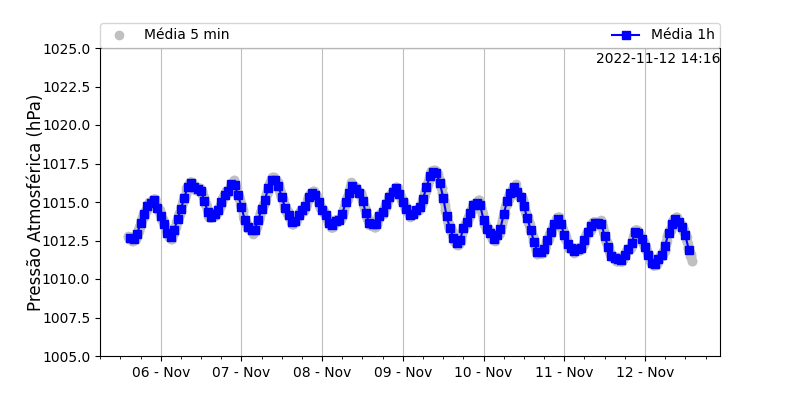 Média 5 min
Média 1h
2022-11-12 14:16
Pressão Atmosférica (hPa)
1025.0
1022.5
1020.0
1017.5
1015.0
1012.5
1010.0
1007.5
1005.0
06 - Nov
07 - Nov
08 - Nov
09 - Nov
10 - Nov
11 - Nov
12 - Nov